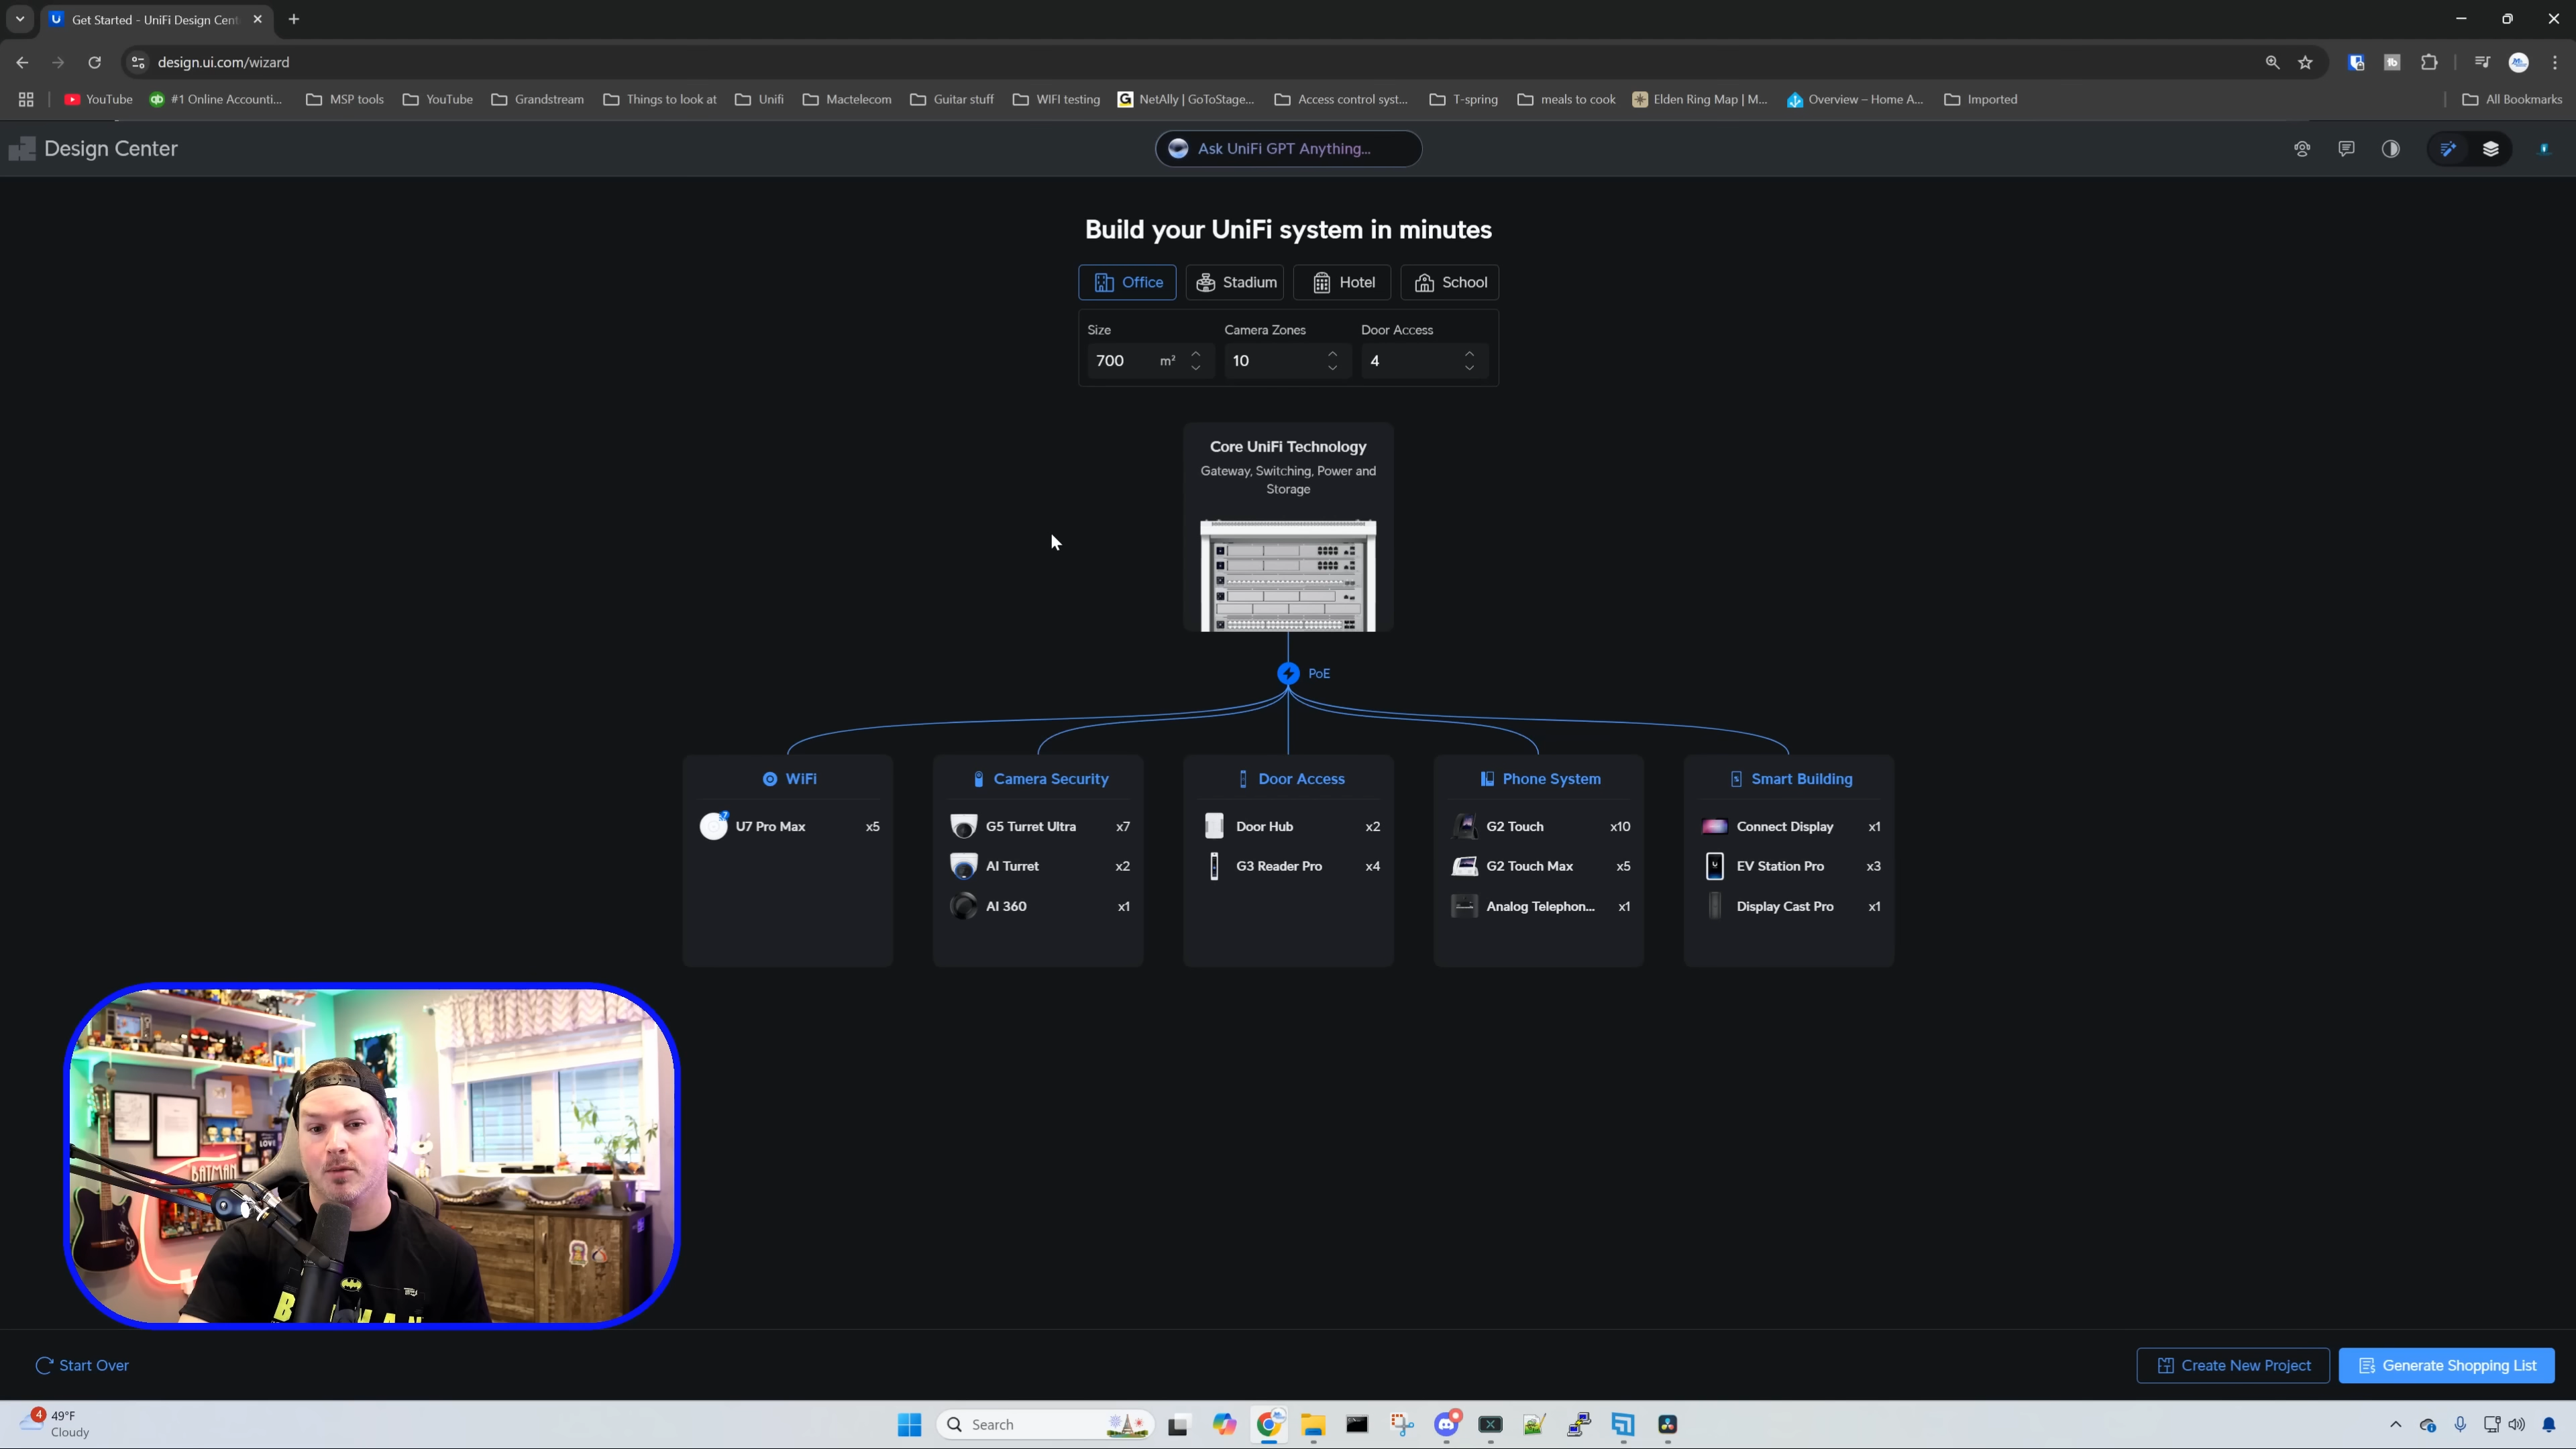 Get Started - UniFi Design Cent
design.ui.com/wizard
YouTube
#1 Online Accounti...
MSP tools
YouTube
Grandstream
Things to look at
Unifi
Mactelecom
Guitar stuff
WIFI testing
NetAlly | GoToStage...
Access control syst...
T-spring
meals to cook
Elden Ring Map | M...
Overview – Home A...
Imported
All Bookmarks
Design Center
Ask UniFi GPT Anything...
Build your UniFi system in minutes
Office
Stadium
Hotel
School
Size
Camera Zones
Door Access
700 m²
10
4
Core UniFi Technology
Gateway, Switching, Power and
Storage
PoE
WiFi
U7 Pro Max x5
Camera Security
G5 Turret Ultra x7
AI Turret x2
AI 360 x1
Door Access
Door Hub x2
G3 Reader Pro x4
Phone System
G2 Touch x10
G2 Touch Max x5
Analog Telephon... x1
Smart Building
Connect Display x1
EV Station Pro x3
Display Cast Pro x1
BATMAN
LOVE
Start Over
Create New Project
Generate Shopping List
4
49°F
Cloudy
Search